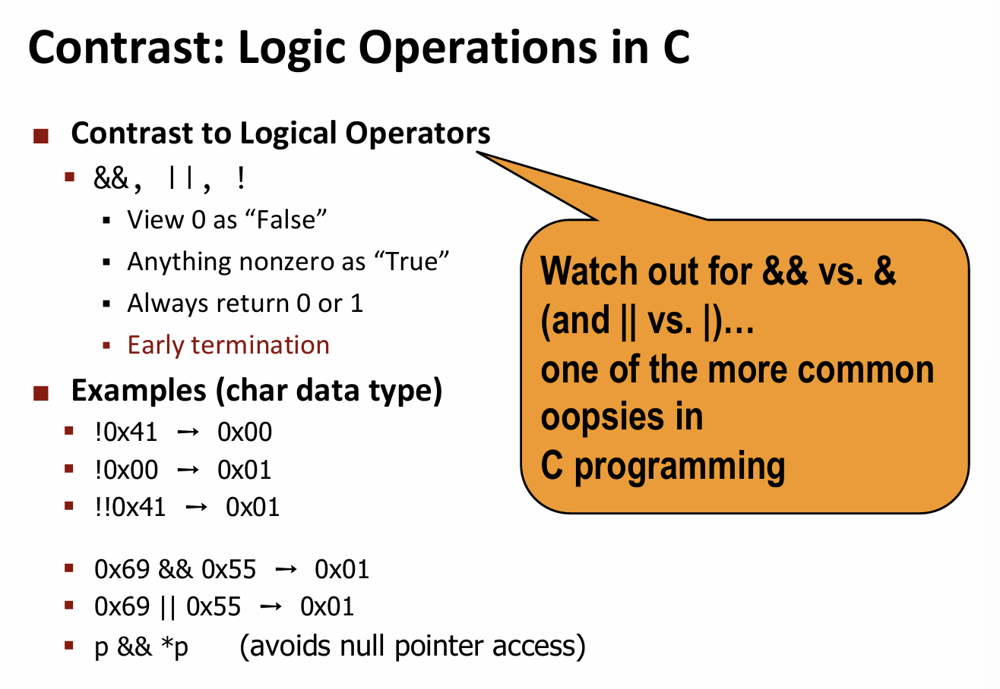 Contrast: Logic Operations in C
Contrast to Logical Operators
&&, ||, !
View 0 as “False”
Anything nonzero as “True”
Always return 0 or 1
Early termination
Examples (char data type)
!0x41 → 0x00
!0x00 → 0x01
!!0x41 → 0x01
0x69 && 0x55 → 0x01
0x69 || 0x55 → 0x01
p && *p (avoids null pointer access)
Watch out for && vs. &
(and || vs. |)…
one of the more common
oopsies in
C programming